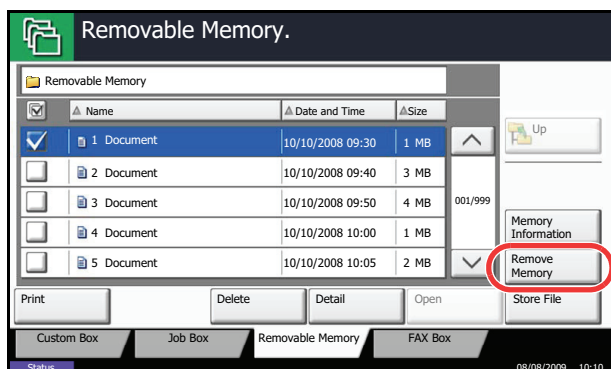 Removable Memory.
Removable Memory
Name Date and Time Size
1 Document 10/10/2008 09:30 1 MB
Up
2 Document 10/10/2008 09:40 3 MB
3 Document 10/10/2008 09:50 4 MB
001/999
4 Document 10/10/2008 10:00 1 MB
Memory
Information
5 Document 10/10/2008 10:05 2 MB
Remove
Memory
Print Delete Detail Open Store File
Custom Box Job Box Removable Memory FAX Box
Status 08/08/2009 10:10